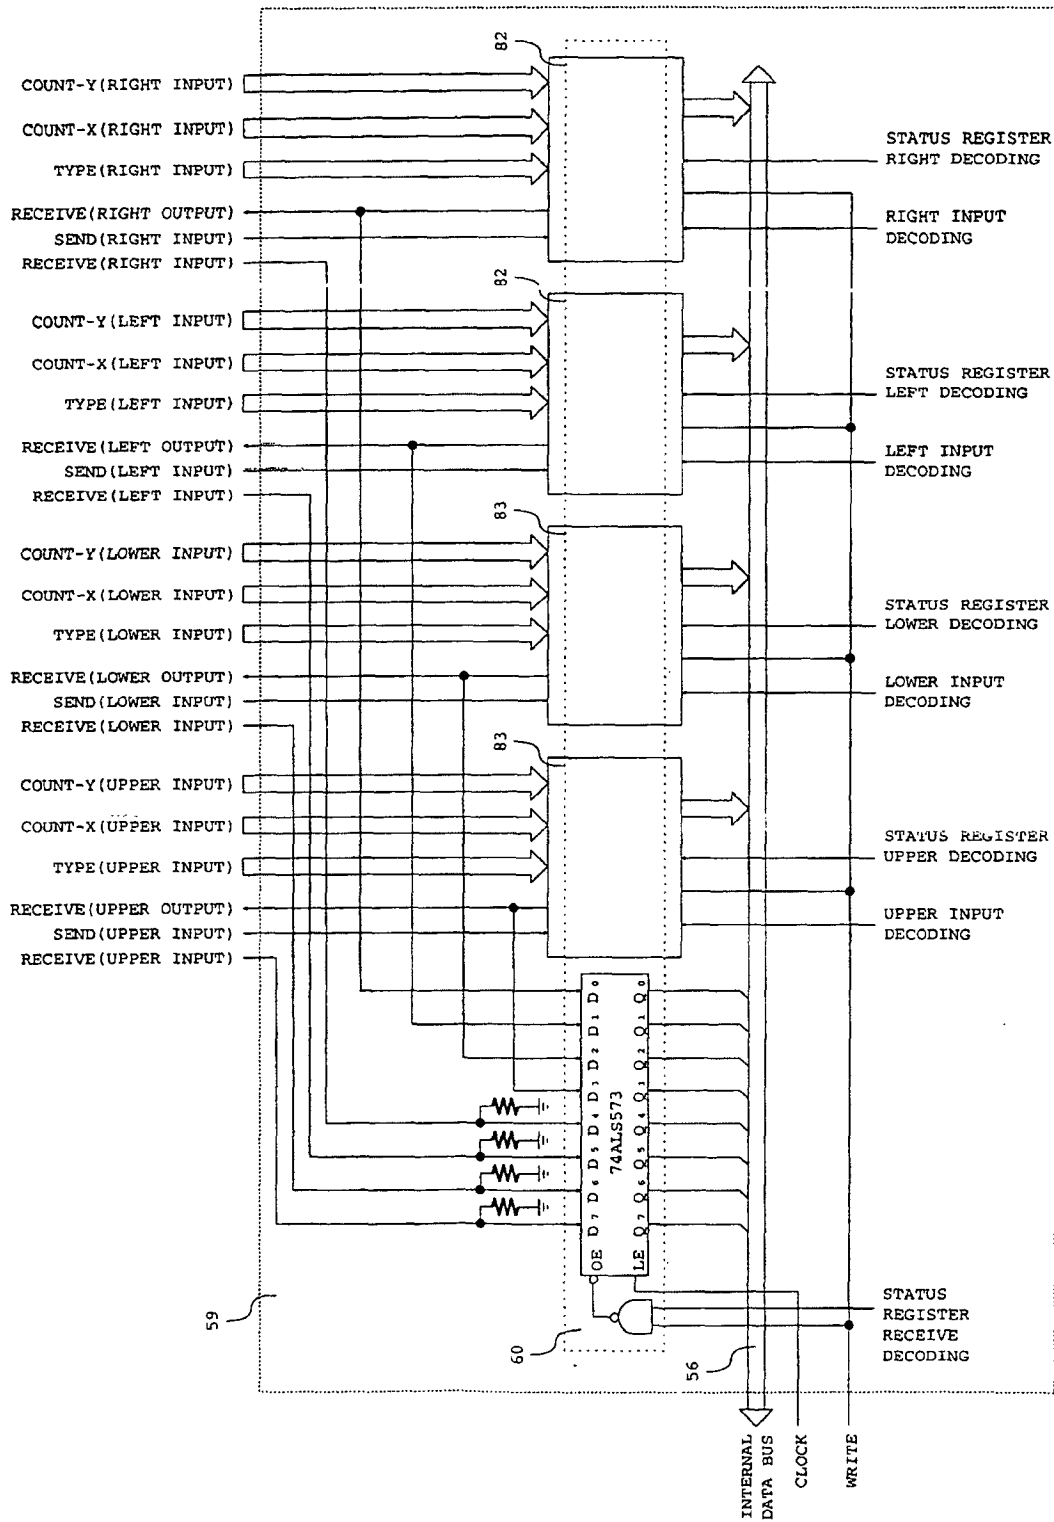 82
COUNT-Y(RIGHT INPUT)
COUNT-X(RIGHT INPUT)
TYPE(RIGHT INPUT)
RECEIVE(RIGHT OUTPUT)
SEND(RIGHT INPUT)
RECEIVE(RIGHT INPUT)
STATUS REGISTER
RIGHT DECODING
RIGHT INPUT
DECODING
82
COUNT-Y(LEFT INPUT)
COUNT-X(LEFT INPUT)
TYPE(LEFT INPUT)
RECEIVE(LEFT OUTPUT)
SEND(LEFT INPUT)
RECEIVE(LEFT INPUT)
STATUS REGISTER
LEFT DECODING
LEFT INPUT
DECODING
83
COUNT-Y(LOWER INPUT)
COUNT-X(LOWER INPUT)
TYPE(LOWER INPUT)
RECEIVE(LOWER OUTPUT)
SEND(LOWER INPUT)
RECEIVE(LOWER INPUT)
STATUS REGISTER
LOWER DECODING
LOWER INPUT
DECODING
83
COUNT-Y(UPPER INPUT)
COUNT-X(UPPER INPUT)
TYPE(UPPER INPUT)
RECEIVE(UPPER OUTPUT)
SEND(UPPER INPUT)
RECEIVE(UPPER INPUT)
STATUS REGISTER
UPPER DECODING
UPPER INPUT
DECODING
OE D7 D6 D5 D4 D3 D2 D1 D0
74ALS573
LE Q7 Q6 Q5 Q4 Q3 Q2 Q1 Q0
59
60
56
STATUS
REGISTER
RECEIVE
DECODING
INTERNAL
DATA BUS
CLOCK
WRITE